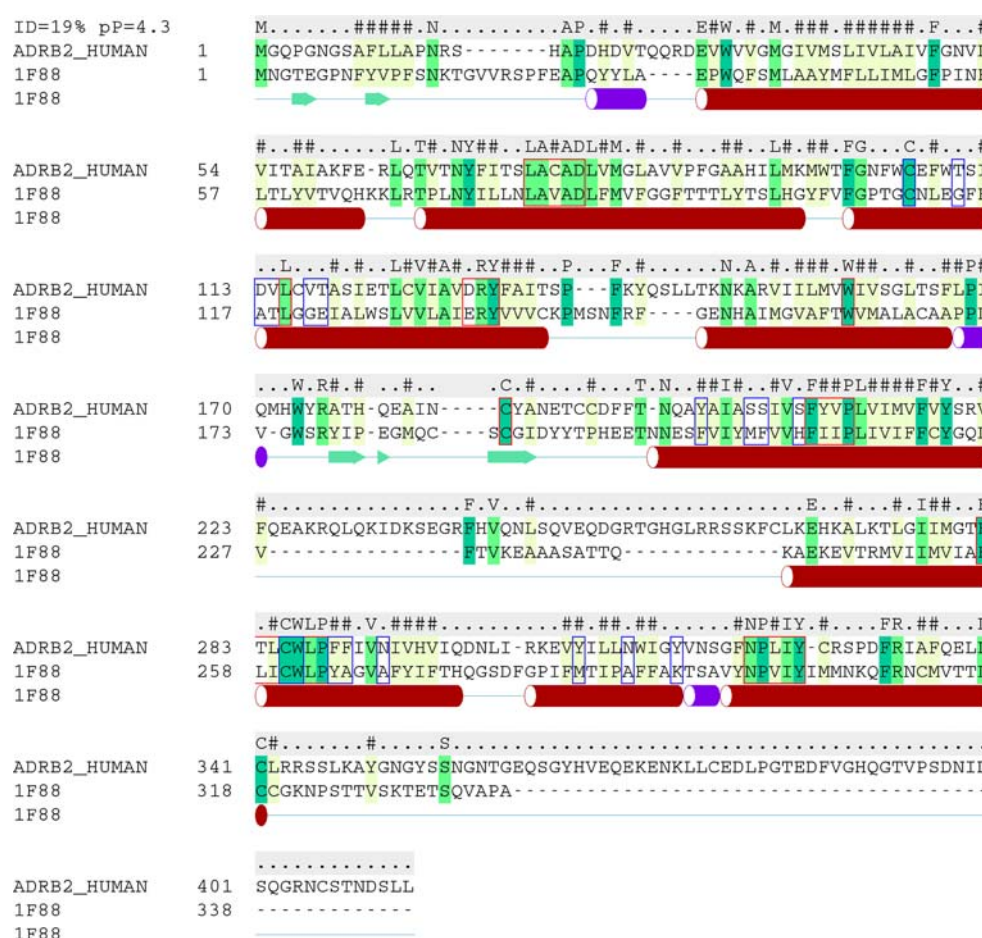 ID=19% pP=4.3 M.......#####.N..........AP.#.#......E#W.#.M.####.######.F...#
ADRB2_HUMAN 1 MGQPGNGSAFLLAPNRS-------HAPDHDVTQQRDEVWVVGMGIVMSLIVLAIVFGNVL
1F88 1 MNGTEGPNFYVPFSNKTGVVRSPFEAPQYYLA----EPWQFSMLAAYMFLLIMLGFPINF
1F88
#..##......L.T#.NY##..LA#ADL#M.#..#...##..L.#.......FG...C.#...#
ADRB2_HUMAN 54 VITAIAKFE-RLQTVTNYFITSLACADLVMGLAVVPFGAAHILMKMWTFGNFWCEFWTSI
1F88 57 LTLYVTVQHKKLRTPLNYILLNLAVADLFMVFGGFTTTLYTSLHGYFVFGPTGCNLEGFF
1F88
..L...#.#..L#V#A#.RY###..P...F.#......N.A.#.###.W##..#..##P#
ADRB2_HUMAN 113 DVLCVTASIETLCVIAVDRYFAITSP---FKYQSLLTKNKARVIILMVWIVSGLTSFLPI
1F88 117 ATLGGEIALWSLVVLAIERYVVVCKPMSNFRF---GENHAIMGVAFTWVMALACAAPPL
1F88
...W.R#.# ..#.. .C.#....#...T.N..##I#..#V.F##PL####F#Y..#
ADRB2_HUMAN 170 QMHWYRATH-QEAIN-----CYANETCCDFFT-NQAYAIASSIVSFYVPLVIMVFVYSRV
1F88 173 V-GWSRYIP-EGMQC-----SCGIDYYTPHEETNNESFVIYMFVVHFIIPLIVIFFCYGQL
1F88
#................F.V..#......................E..#...#.I##..F
ADRB2_HUMAN 223 FQEAKRQLQKIDKSEGRFHVQNLSQVEQDGRTGHGLRRSSKFCLKEHKALKTLGIIMGTF
1F88 227 V----------------FTVKEAAASATTQ-------------KAEKEVTRMVIIMVIAF
1F88
.#CWLP##.V.####..........##.##.##......#NP#IY.....FR.##...L
ADRB2_HUMAN 283 TLCWLPFFIVNIVHVIQDNLI-RKEVYILLNWIGYVNSGFNPLIY-CRSPDFRIAFQELL
1F88 258 LICWLPYAGVAFYIFTHQGSDFGPIFMTIPAFFAKTSAVYNPVIYIMMNKQFRNCMVTTL
1F88
C#.......#.....S............................................
ADRB2_HUMAN 341 CLRRSSLKAYGNGYSSNGNTGEQSGYHVEQEKENKLLCEDLPGTEDFVGHQGTVPSDNID
1F88 318 CCGKNPSTTVSKTETSQVAPA---------------------------------------
1F88
.............
ADRB2_HUMAN 401 SQGRNCSTNDSLL
1F88 338 -------------
1F88